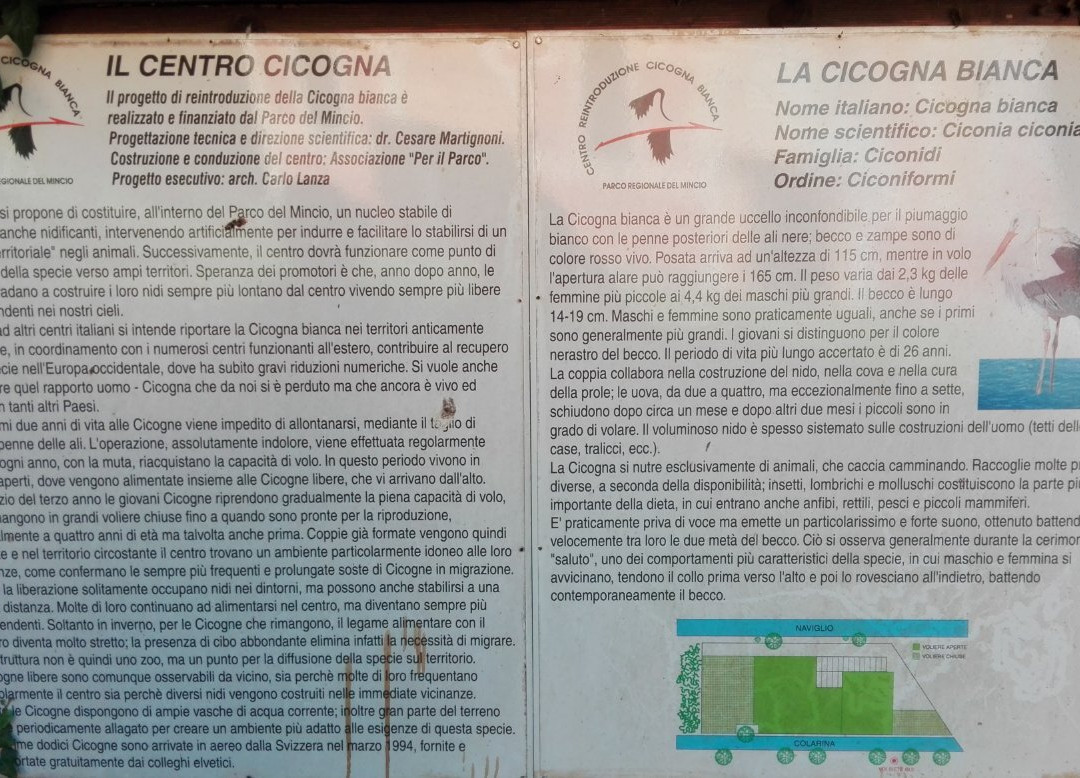 CICOGNA BIANCA
REGIONALE DEL MINCIO
IL CENTRO CICOGNA
Il progetto di reintroduzione della Cicogna bianca è
realizzato e finanziato dal Parco del Mincio.
Progettazione tecnica e direzione scientifica: dr. Cesare Martignoni.
Costruzione e conduzione del centro: Associazione "Per il Parco".
Progetto esecutivo: arch. Carlo Lanza
si propone di costituire, all'interno del Parco del Mincio, un nucleo stabile di
anche nidificanti, intervenendo artificialmente per indurre e facilitare lo stabilirsi di un
rritoriale" negli animali. Successivamente, il centro dovrà funzionare come punto di
della specie verso ampi territori. Speranza dei promotori è che, anno dopo anno, le
adano a costruire i loro nidi sempre più lontano dal centro vivendo sempre più libere
ndenti nei nostri cieli.
ad altri centri italiani si intende riportare la Cicogna bianca nei territori anticamente
e, in coordinamento con i numerosi centri funzionanti all'estero, contribuire al recupero
cie nell'Europa occidentale, dove ha subito gravi riduzioni numeriche. Si vuole anche
re quel rapporto uomo - Cicogna che da noi si è perduto ma che ancora è vivo ed
n tanti altri Paesi.
mi due anni di vita alle Cicogne viene impedito di allontanarsi, mediante il taglio di
penne delle ali. L'operazione, assolutamente indolore, viene effettuata regolarmente
ogni anno, con la muta, riacquistano la capacità di volo. In questo periodo vivono in
aperti, dove vengono alimentate insieme alle Cicogne libere, che vi arrivano dall'alto.
zio del terzo anno le giovani Cicogne riprendono gradualmente la piena capacità di volo,
mangono in grandi voliere chiuse fino a quando sono pronte per la riproduzione,
lmente a quattro anni di età ma talvolta anche prima. Coppie già formate vengono quindi
e e nel territorio circostante il centro trovano un ambiente particolarmente idoneo alle loro
nze, come confermano le sempre più frequenti e prolungate soste di Cicogne in migrazione.
la liberazione solitamente occupano nidi nei dintorni, ma possono anche stabilirsi a una
distanza. Molte di loro continuano ad alimentarsi nel centro, ma diventano sempre più
endenti. Soltanto in inverno, per le Cicogne che rimangono, il legame alimentare con il
ro diventa molto stretto; la presenza di cibo abbondante elimina infatti la necessità di migrare.
truttura non è quindi uno zoo, ma un punto per la diffusione della specie sul territorio.
ogne libere sono comunque osservabili da vicino, sia perchè molte di loro frequentano
olarmente il centro sia perchè diversi nidi vengono costruiti nelle immediate vicinanze.
le Cicogne dispongono di ampie vasche di acqua corrente; inoltre gran parte del terreno
periodicamente allagato per creare un ambiente più adatto alle esigenze di questa specie.
me dodici Cicogne sono arrivate in aereo dalla Svizzera nel marzo 1994, fornite e
ortate gratuitamente dai colleghi elvetici.
CENTRO REINTRODUZIONE CICOGNA BIANCA
PARCO REGIONALE DEL MINCIO
LA CICOGNA BIANCA
Nome italiano: Cicogna bianca
Nome scientifico: Ciconia ciconia
Famiglia: Ciconidi
Ordine: Ciconiformi
La Cicogna bianca è un grande uccello inconfondibile per il piumaggio
bianco con le penne posteriori delle ali nere; becco e zampe sono di
colore rosso vivo. Posata arriva ad un'altezza di 115 cm, mentre in volo
l'apertura alare può raggiungere i 165 cm. Il peso varia dai 2,3 kg delle
femmine più piccole ai 4,4 kg dei maschi più grandi. Il becco è lungo
14-19 cm. Maschi e femmine sono praticamente uguali, anche se i primi
sono generalmente più grandi. I giovani si distinguono per il colore
nerastro del becco. Il periodo di vita più lungo accertato è di 26 anni.
La coppia collabora nella costruzione del nido, nella cova e nella cura
della prole; le uova, da due a quattro, ma eccezionalmente fino a sette,
schiudono dopo circa un mese e dopo altri due mesi i piccoli sono in
grado di volare. Il voluminoso nido è spesso sistemato sulle costruzioni dell'uomo (tetti dell
case, tralicci, ecc.).
La Cicogna si nutre esclusivamente di animali, che caccia camminando. Raccoglie molte p
diverse, a seconda della disponibilità; insetti, lombrichi e molluschi costituiscono la parte più
importante della dieta, in cui entrano anche anfibi, rettili, pesci e piccoli mammiferi.
E' praticamente priva di voce ma emette un particolarissimo e forte suono, ottenuto battend
velocemente tra loro le due metà del becco. Ciò si osserva generalmente durante la cerimon
"saluto", uno dei comportamenti più caratteristici della specie, in cui maschio e femmina si
avvicinano, tendono il collo prima verso l'alto e poi lo rovesciano all'indietro, battendo
contemporaneamente il becco.
NAVIGLIO
VOLIERE APERTE
VOLIERE CHIUSE
COLARINA